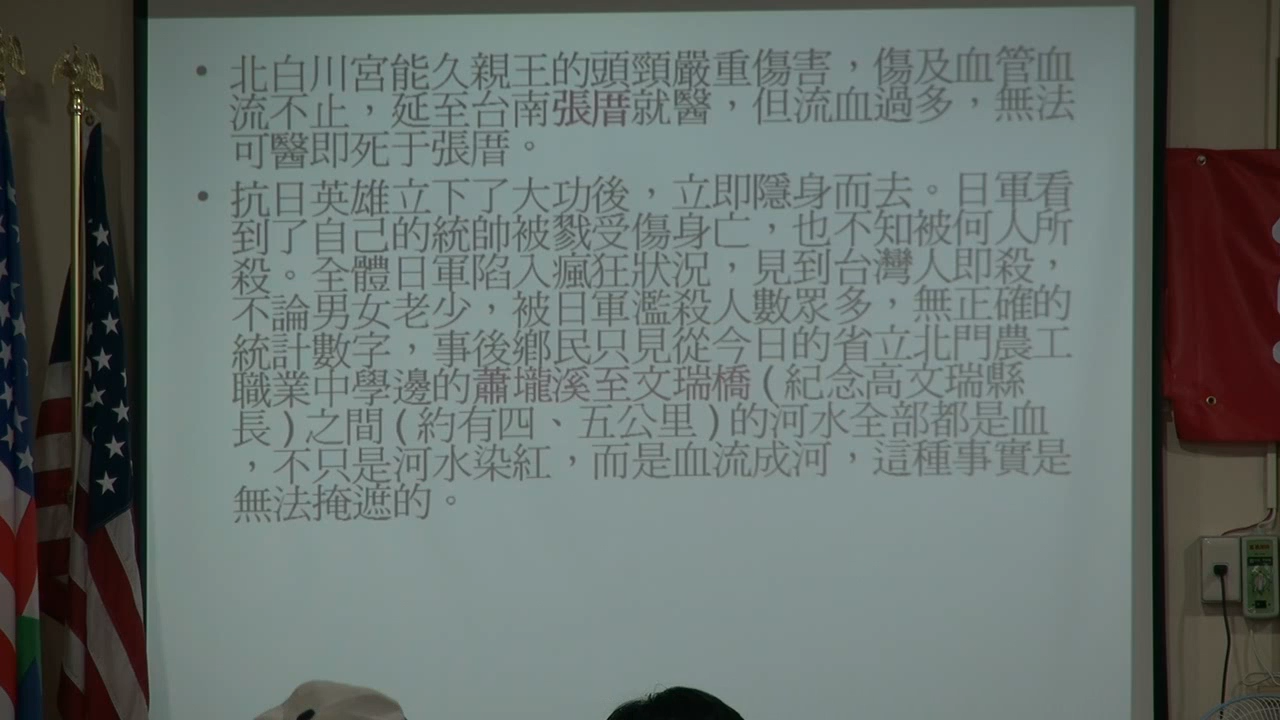 • 北白川宮能久親王的頭頸嚴重傷害，傷及血管血
流不止，延至台南張厝就醫，但流血過多，無法
可醫即死于張厝。
• 抗日英雄立下了大功後，立即隱身而去。日軍看
到了自己的統帥被戮受傷身亡，也不知被何人所
殺。全體日軍陷入瘋狂狀況，見到台灣人即殺，
不論男女老少，被日軍濫殺人數眾多，無正確的
統計數字，事後鄉民只見從今日的省立北門農工
職業中學邊的蕭壠溪至文瑞橋(紀念高文瑞縣
長)之間(約有四、五公里)的河水全部都是血
，不只是河水染紅，而是血流成河，這種事實是
無法掩遮的。